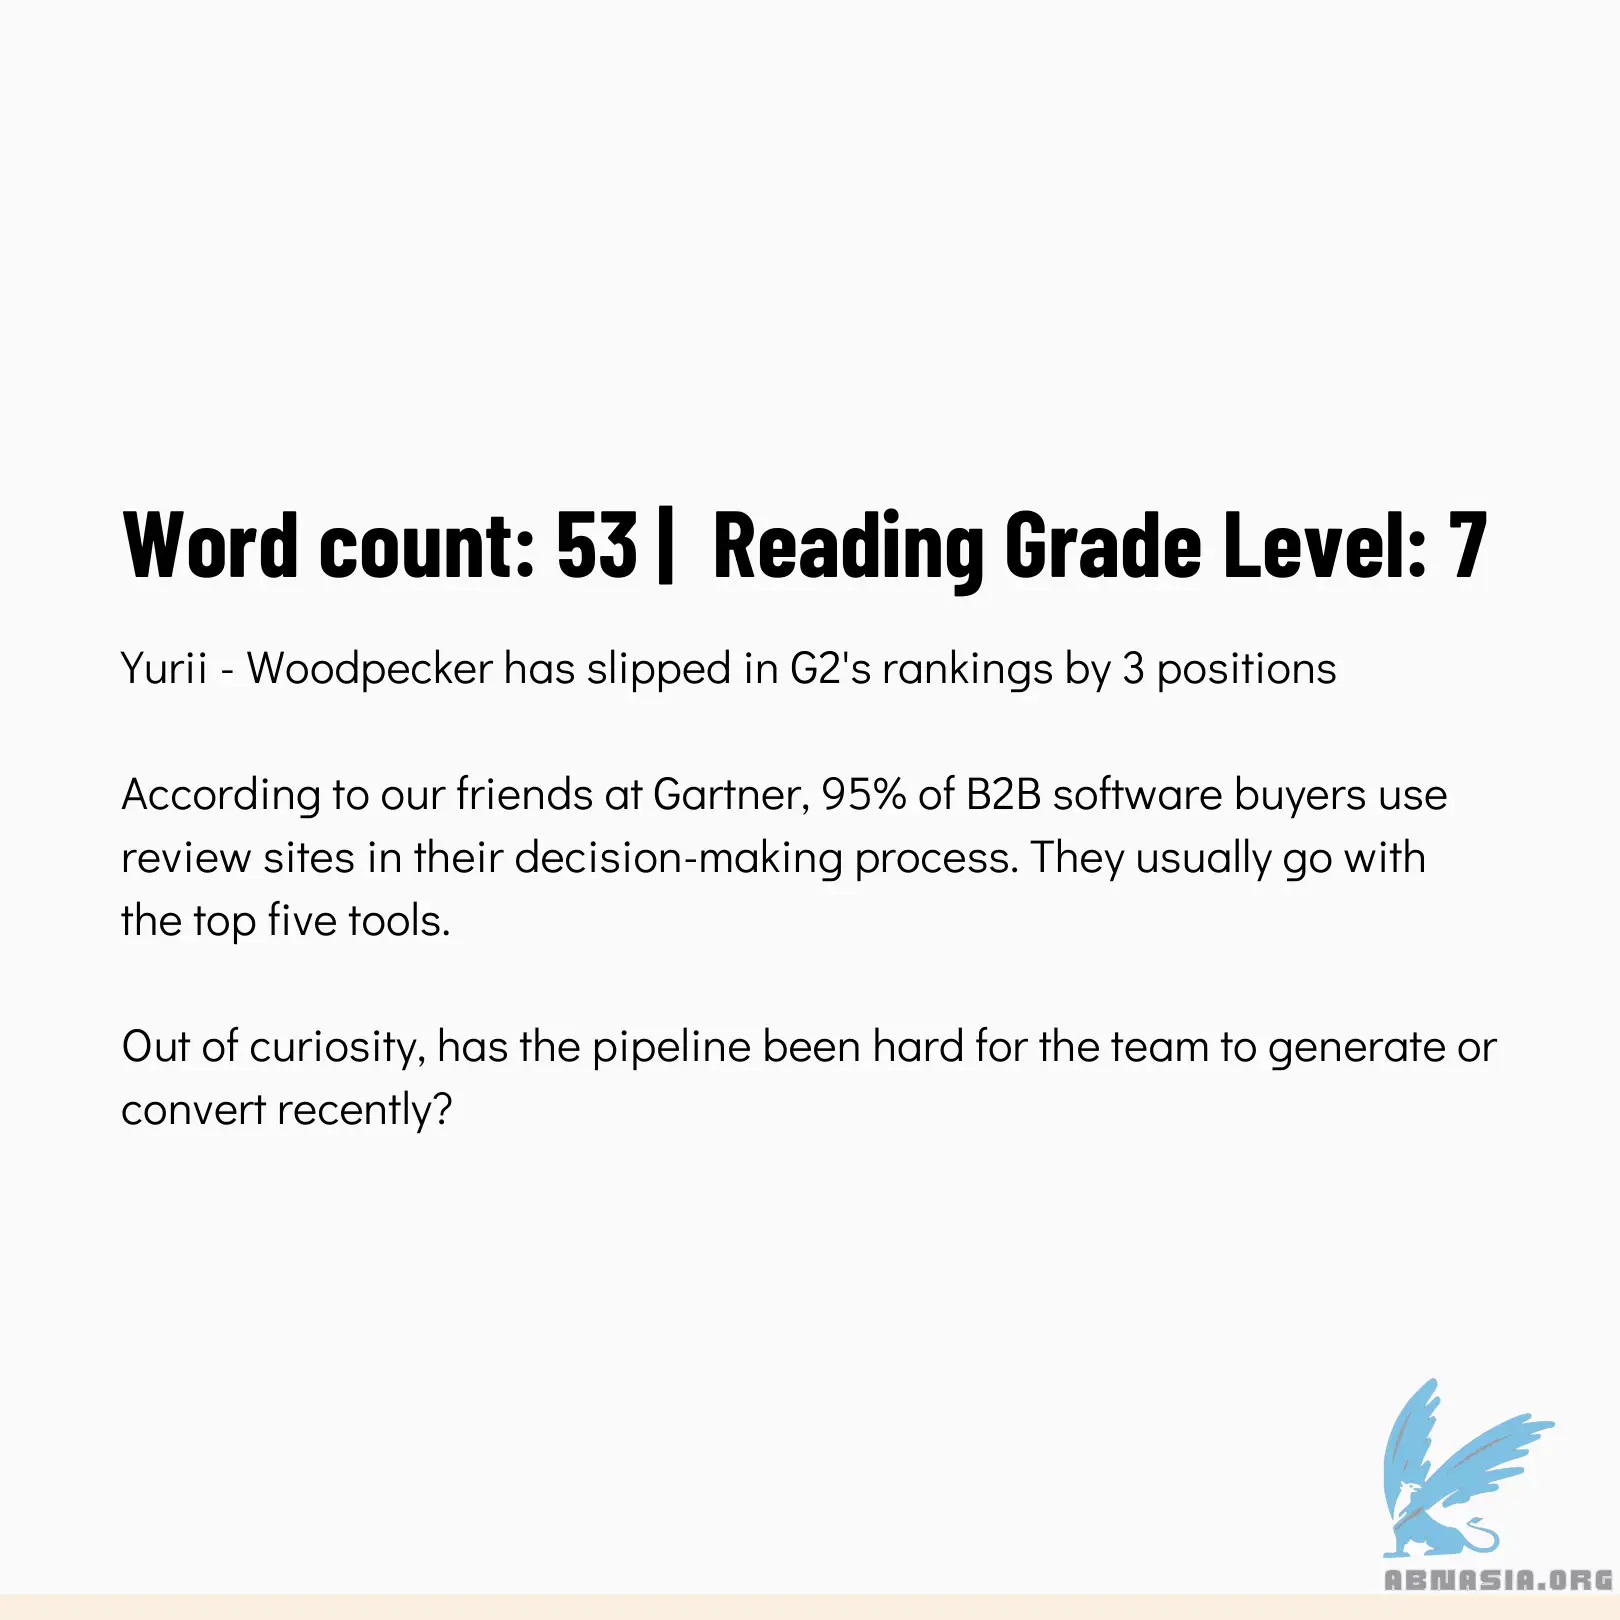 Word count: 53 | Reading Grade Level: 7
Yurii - Woodpecker has slipped in G2's rankings by 3 positions
According to our friends at Gartner, 95% of B2B software buyers use
review sites in their decision-making process. They usually go with
the top five tools.
Out of curiosity, has the pipeline been hard for the team to generate or
convert recently?
ABNASIA.ORG